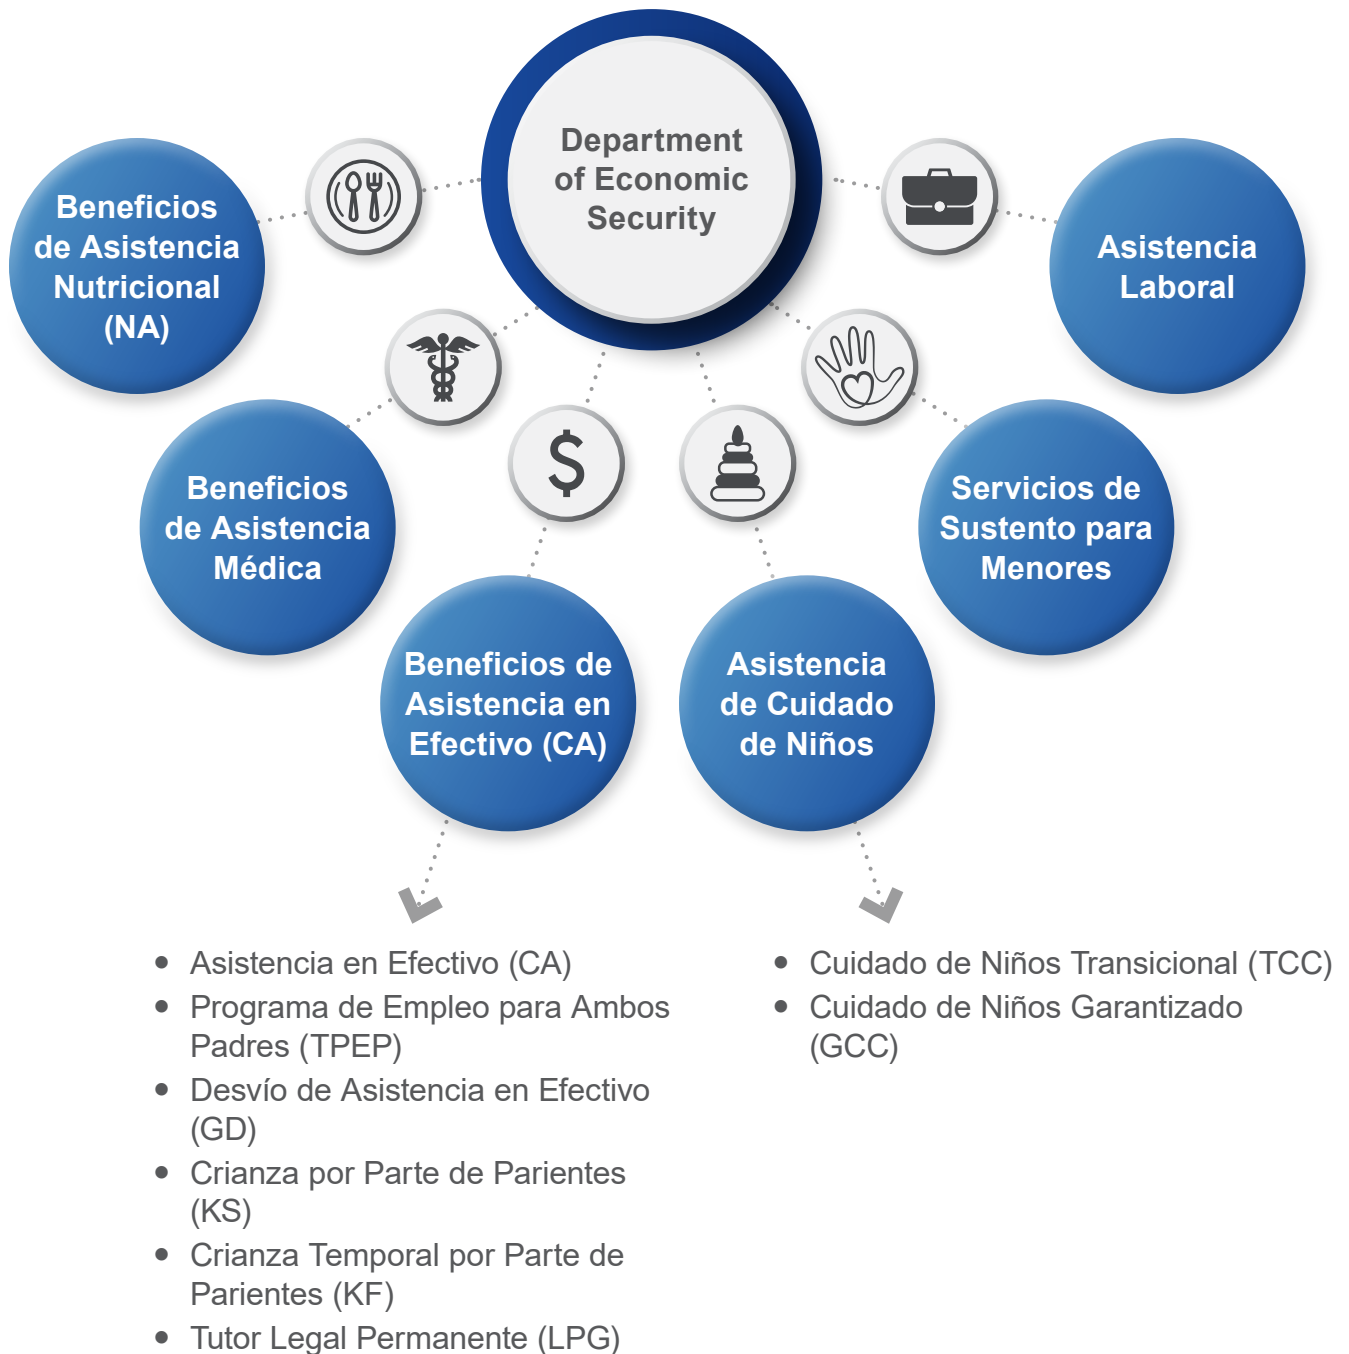 Department
of Economic
Security
Beneficios
de Asistencia
Nutricional
(NA)
Asistencia
Laboral
Beneficios
de Asistencia
Médica
Servicios de
Sustento para
Menores
$
Beneficios de
Asistencia en
Efectivo (CA)
Asistencia
de Cuidado
de Niños
• Asistencia en Efectivo (CA)
• Programa de Empleo para Ambos
Padres (TPEP)
• Desvío de Asistencia en Efectivo
(GD)
• Crianza por Parte de Parientes
(KS)
• Crianza Temporal por Parte de
Parientes (KF)
• Tutor Legal Permanente (LPG)
• Cuidado de Niños Transicional (TCC)
• Cuidado de Niños Garantizado
(GCC)